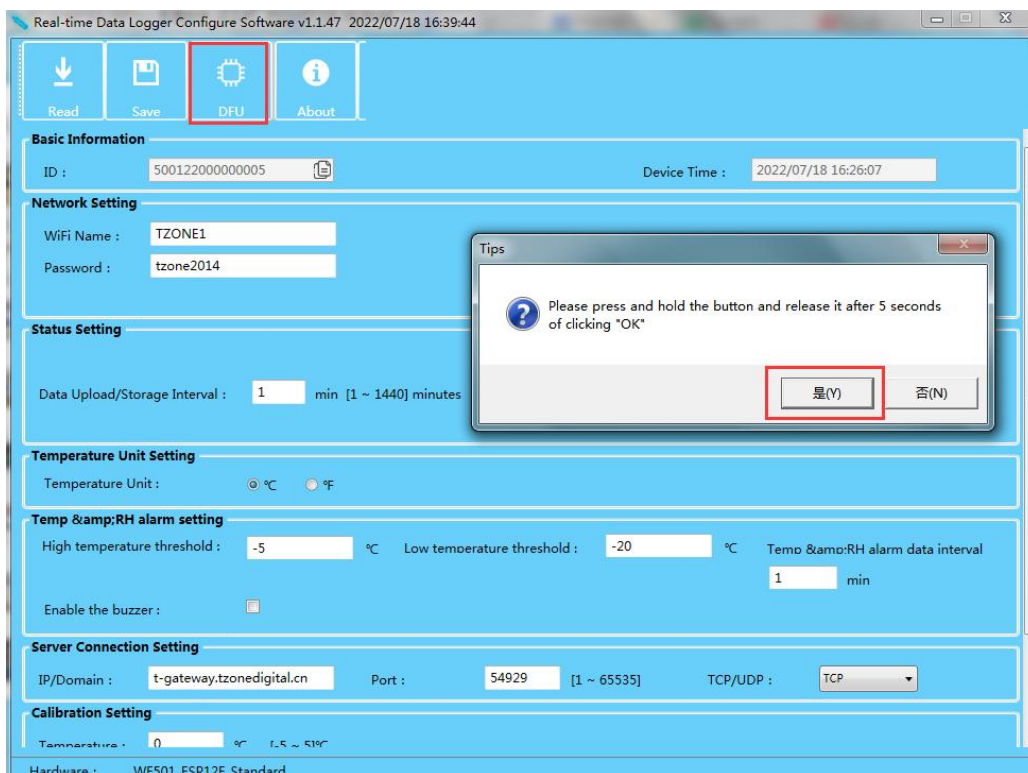 Real-time Data Logger Configure Software v1.1.47 2022/07/18 16:39:44
Read Save DFU About
Basic Information
ID : 500122000000005 Device Time : 2022/07/18 16:26:07
Network Setting
WiFi Name : TZONE1
Password : tzone2014
Tips
Please press and hold the button and release it after 5 seconds
of clicking "OK"
是(Y) 否(N)
Status Setting
Data Upload/Storage Interval : 1 min [1 ~ 1440] minutes
Temperature Unit Setting
Temperature Unit : ℃ ℉
Temp &amp;RH alarm setting
High temperature threshold : -5 ℃ Low temperature threshold : -20 ℃ Temp &amp;RH alarm data interval
1 min
Enable the buzzer :
Server Connection Setting
IP/Domain : t-gateway.tzonedigital.cn Port : 54929 [1 ~ 65535] TCP/UDP : TCP
Calibration Setting
Temperature : 0 ℃ [-5 ~ 5]℃
Hardware : WF501_ESP12F_Standard